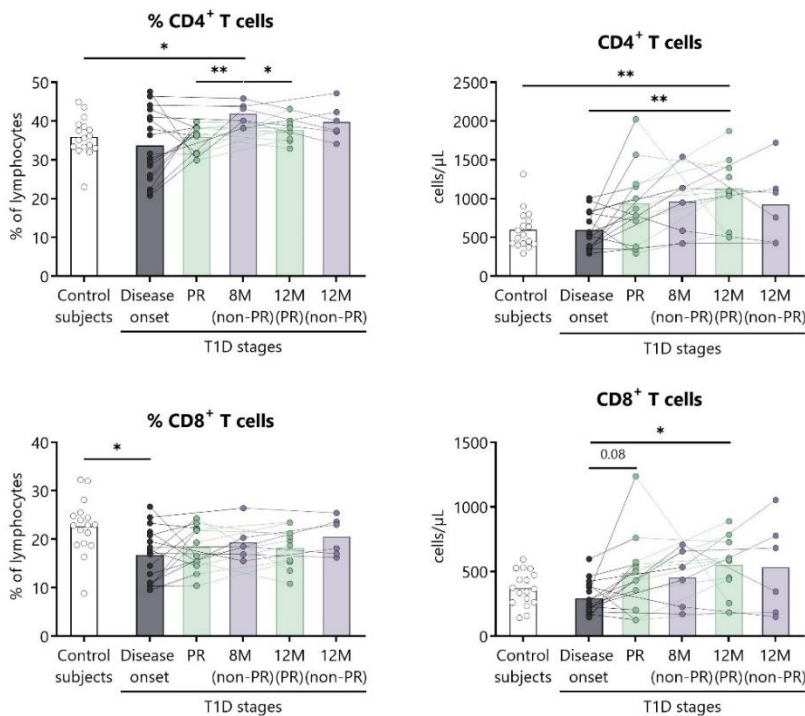 % CD4⁺ T cells
*
**
*
50
40
30
20
10
0
% of lymphocytes
Control subjects
Disease onset
PR
8M (non-PR)
12M (PR)
12M (non-PR)
T1D stages
CD4⁺ T cells
**
**
2500
2000
1500
1000
500
0
cells/µL
Control subjects
Disease onset
PR
8M (non-PR)
12M (PR)
12M (non-PR)
T1D stages
% CD8⁺ T cells
*
40
30
20
10
0
% of lymphocytes
Control subjects
Disease onset
PR
8M (non-PR)
12M (PR)
12M (non-PR)
T1D stages
CD8⁺ T cells
*
0.08
1500
1000
500
0
cells/µL
Control subjects
Disease onset
PR
8M (non-PR)
12M (PR)
12M (non-PR)
T1D stages